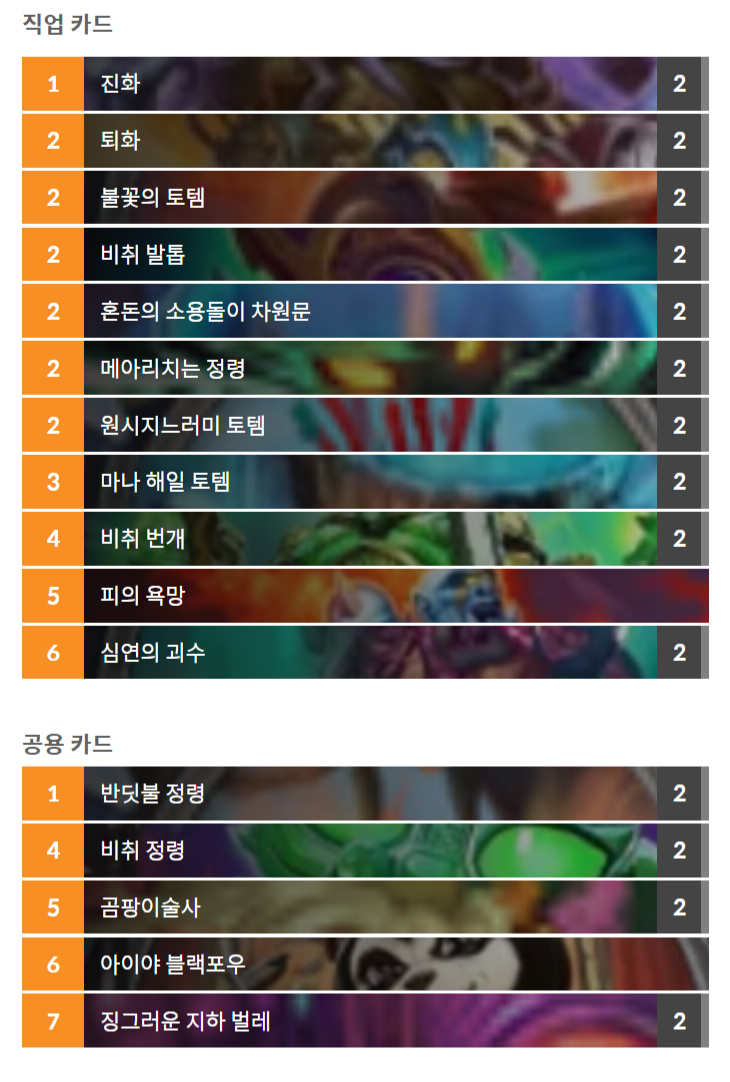 직업 카드
1 진화 2
2 퇴화 2
2 불꽃의 토템 2
2 비취 발톱 2
2 혼돈의 소용돌이 차원문 2
2 메아리치는 정령 2
2 원시지느러미 토템 2
3 마나 해일 토템 2
4 비취 번개 2
5 피의 욕망
6 심연의 괴수 2
공용 카드
1 반딧불 정령 2
4 비취 정령 2
5 곰팡이술사 2
6 아이야 블랙포우
7 징그러운 지하 벌레 2